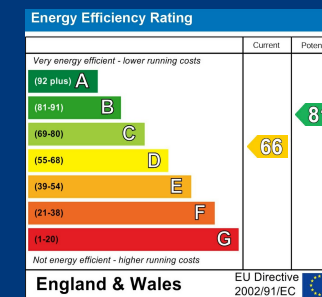 Energy Efficiency Rating
Current
Very energy efficient - lower running costs
(92 plus) A
(81-91) B
(69-80) C
(55-68) D
(39-54) E
(21-38) F
(1-20) G
66
Not energy efficient - higher running costs
England & Wales
EU Directive
2002/91/EC